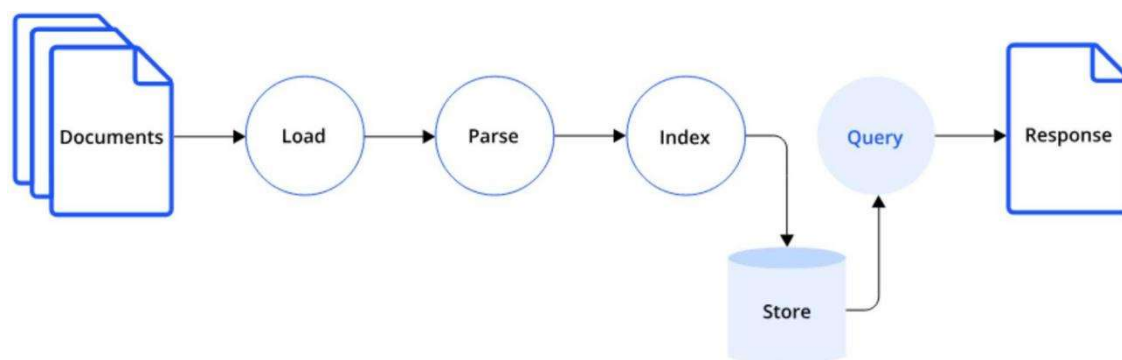 Documents
Load
Parse
Index
Query
Response
Store